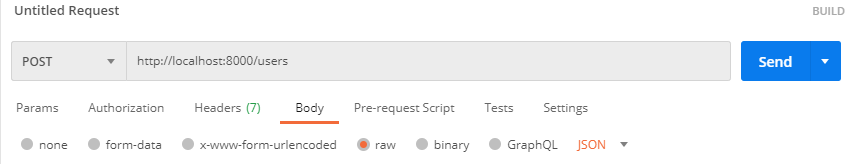 Untitled Request BUILD
POST http://localhost:8000/users Send
Params Authorization Headers (7) Body Pre-request Script Tests Settings
none form-data x-www-form-urlencoded raw binary GraphQL JSON